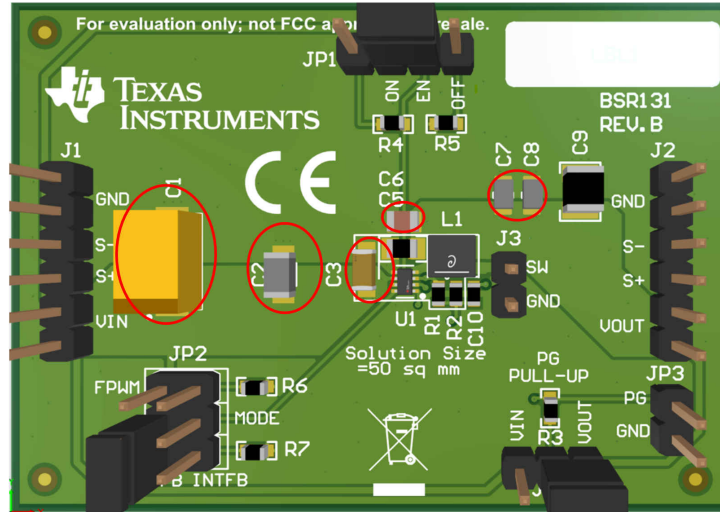 For evaluation only; not FCC ap
ale.
TEXAS
INSTRUMENTS
JP1
ON
EN
OFF
R4
R5
BSR131
REV.B
J1
GND
S-
S+
VIN
C1
C2
C3
C6
C5
L1
C7
C8
C9
J2
GND
S-
S+
VOUT
J3
SW
GND
U1
R1
R2
C10
Solution Size
=50 sq mm
JP2
FPWM
MODE
R6
R7
INTFB
PG
PULL-UP
VIN
R3
VOUT
JP3
PG
GND